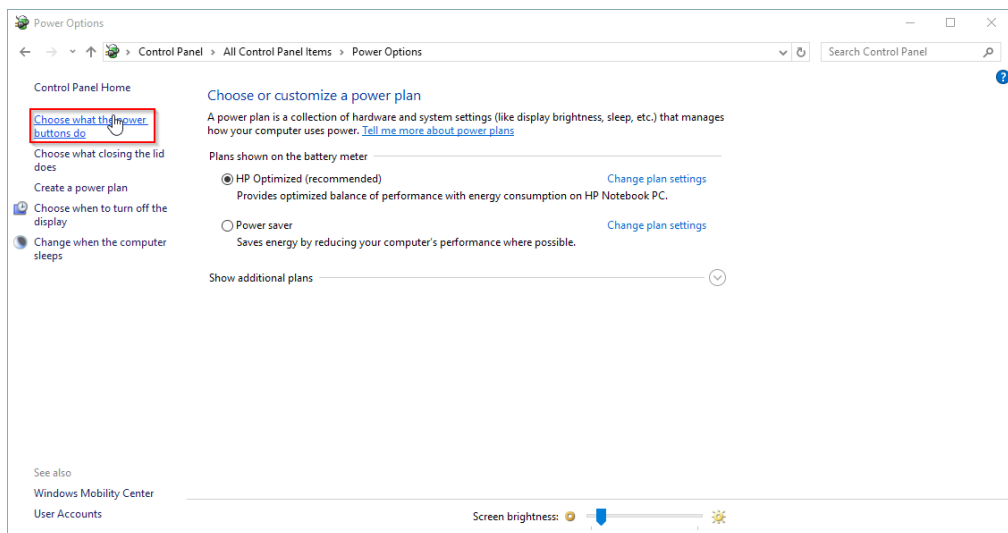 Power Options
Control Panel > All Control Panel Items > Power Options
Search Control Panel
Control Panel Home
Choose what the power
buttons do
Choose what closing the lid
does
Create a power plan
Choose when to turn off the
display
Change when the computer
sleeps
Choose or customize a power plan
A power plan is a collection of hardware and system settings (like display brightness, sleep, etc.) that manages
how your computer uses power. Tell me more about power plans
Plans shown on the battery meter
HP Optimized (recommended) Change plan settings
Provides optimized balance of performance with energy consumption on HP Notebook PC.
Power saver Change plan settings
Saves energy by reducing your computer's performance where possible.
Show additional plans
See also
Windows Mobility Center
User Accounts
Screen brightness: